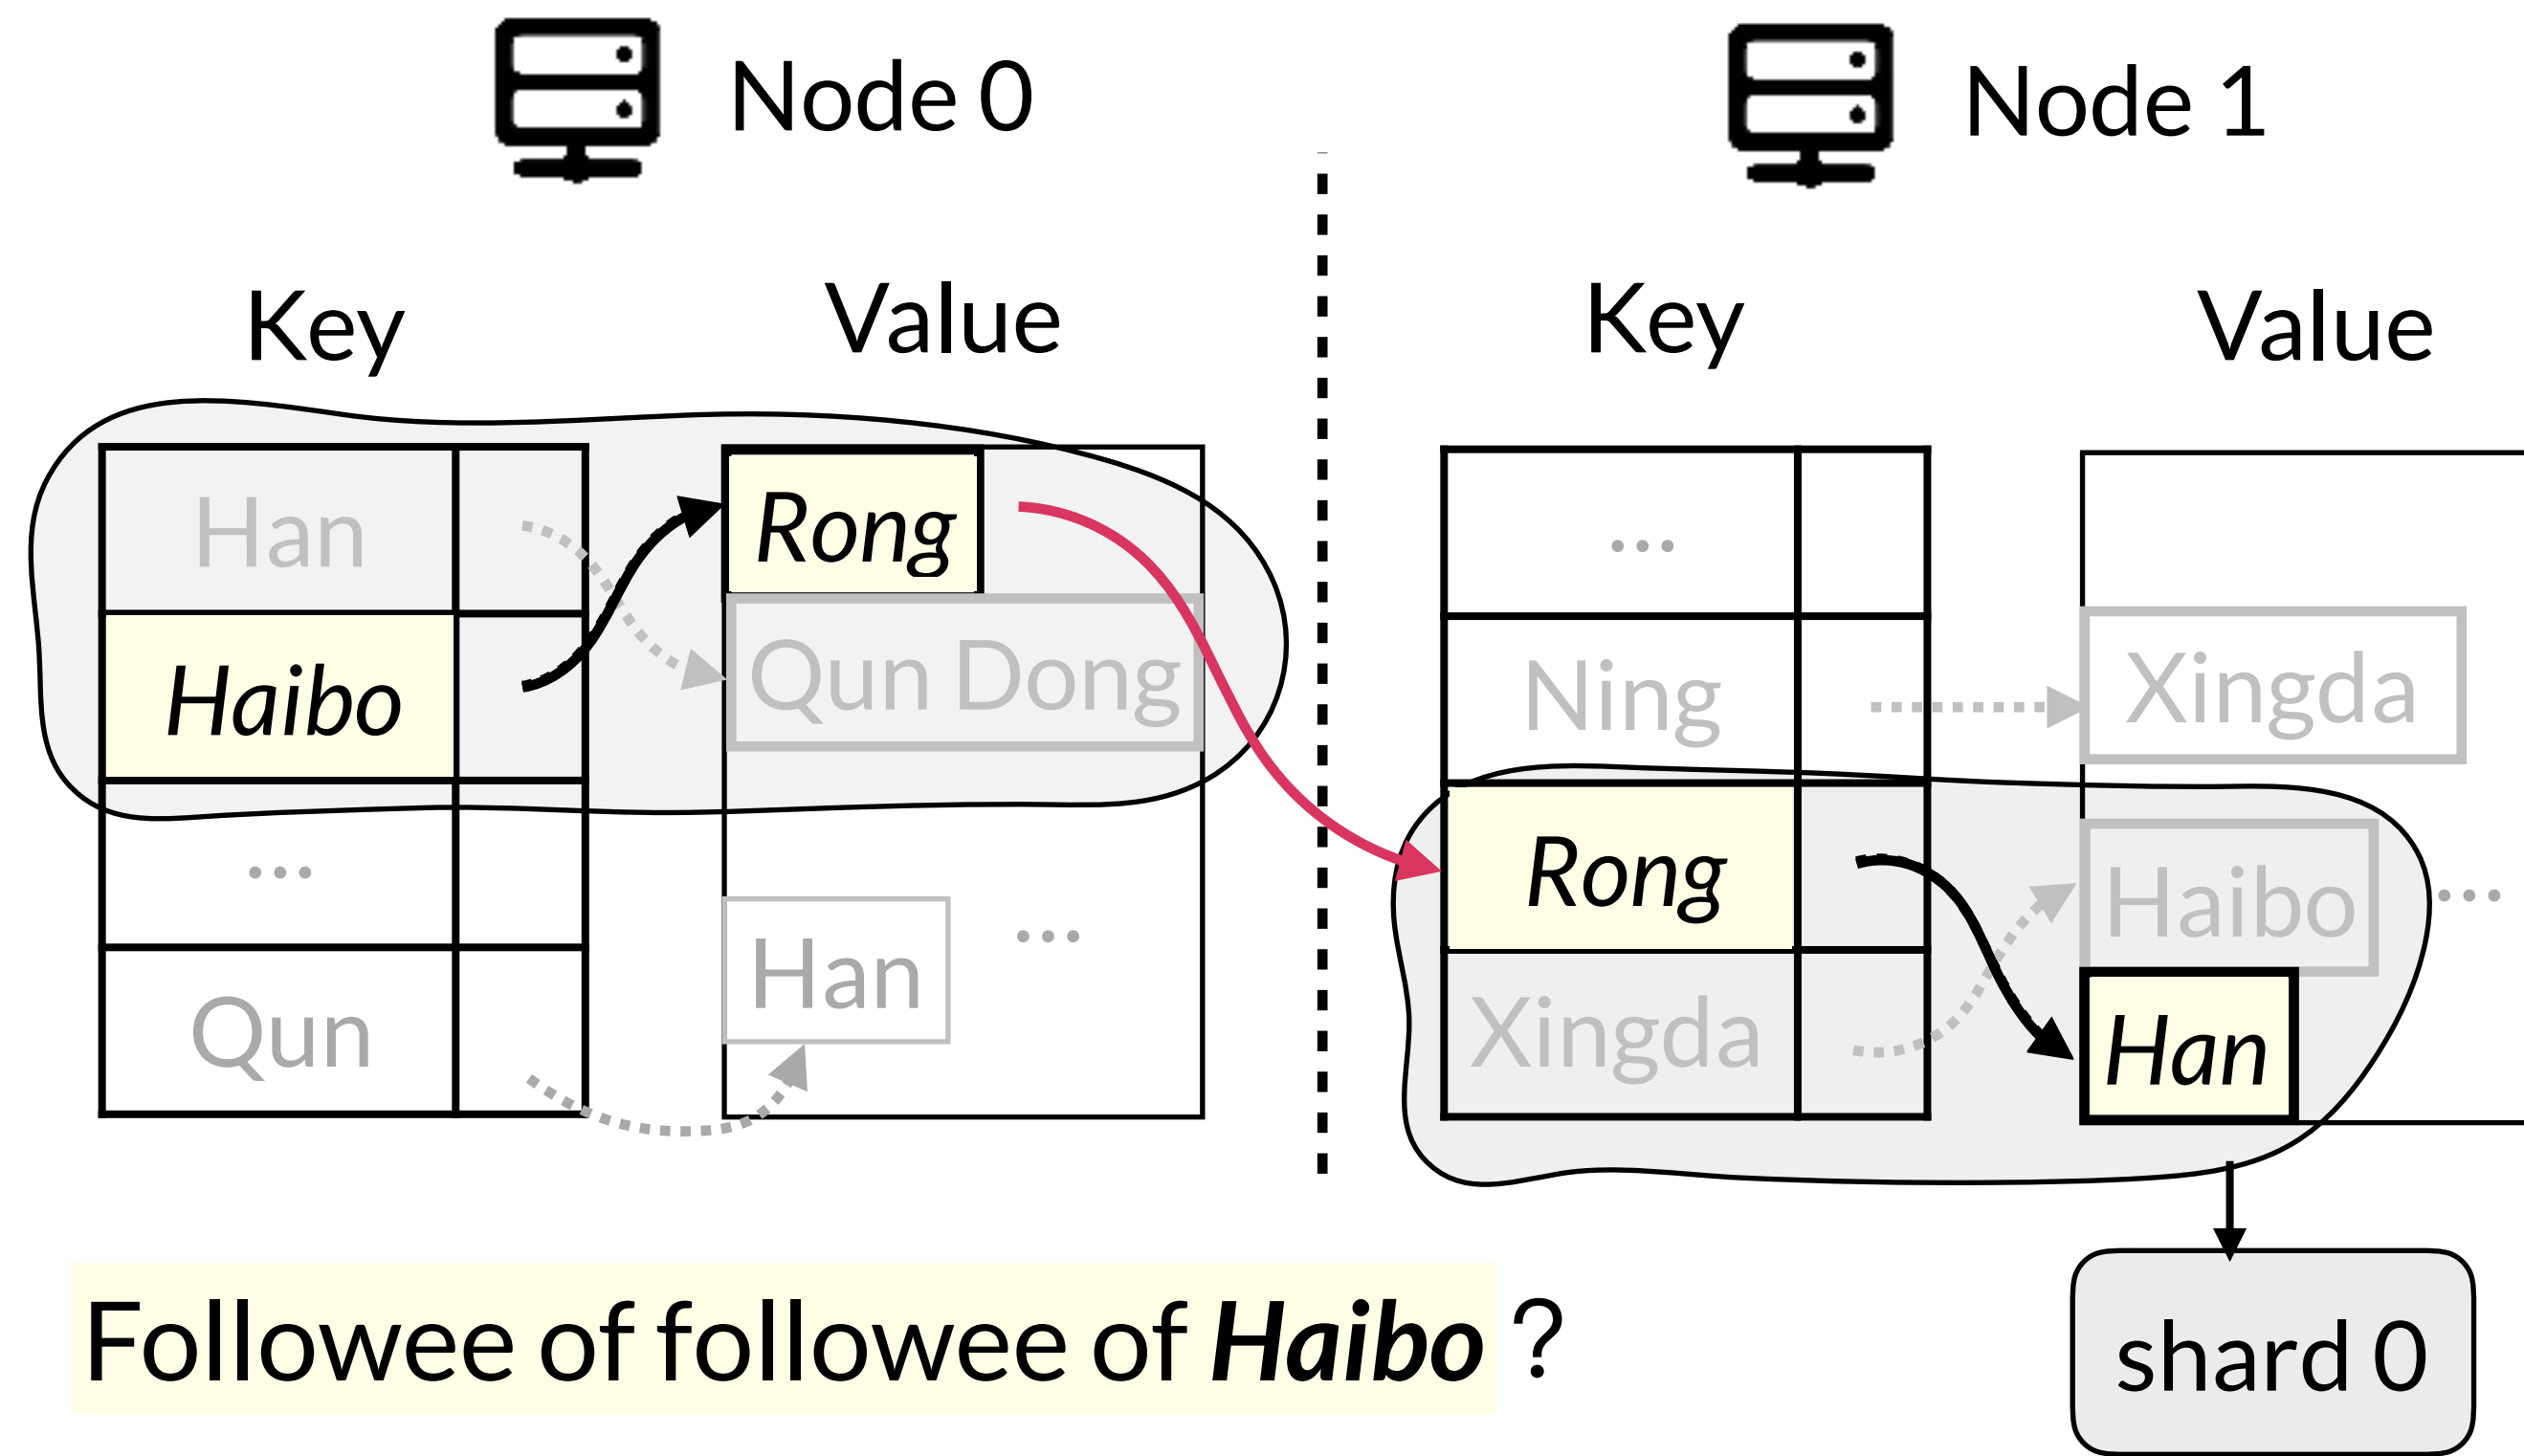 Node 0
Node 1
Key
Value
Key
Value
Han
Rong
...
Haibo
Qun Dong
Ning
Xingda
...
Rong
Haibo
...
Han
...
Qun
Xingda
Han
Followee of followee of Haibo ?
shard 0